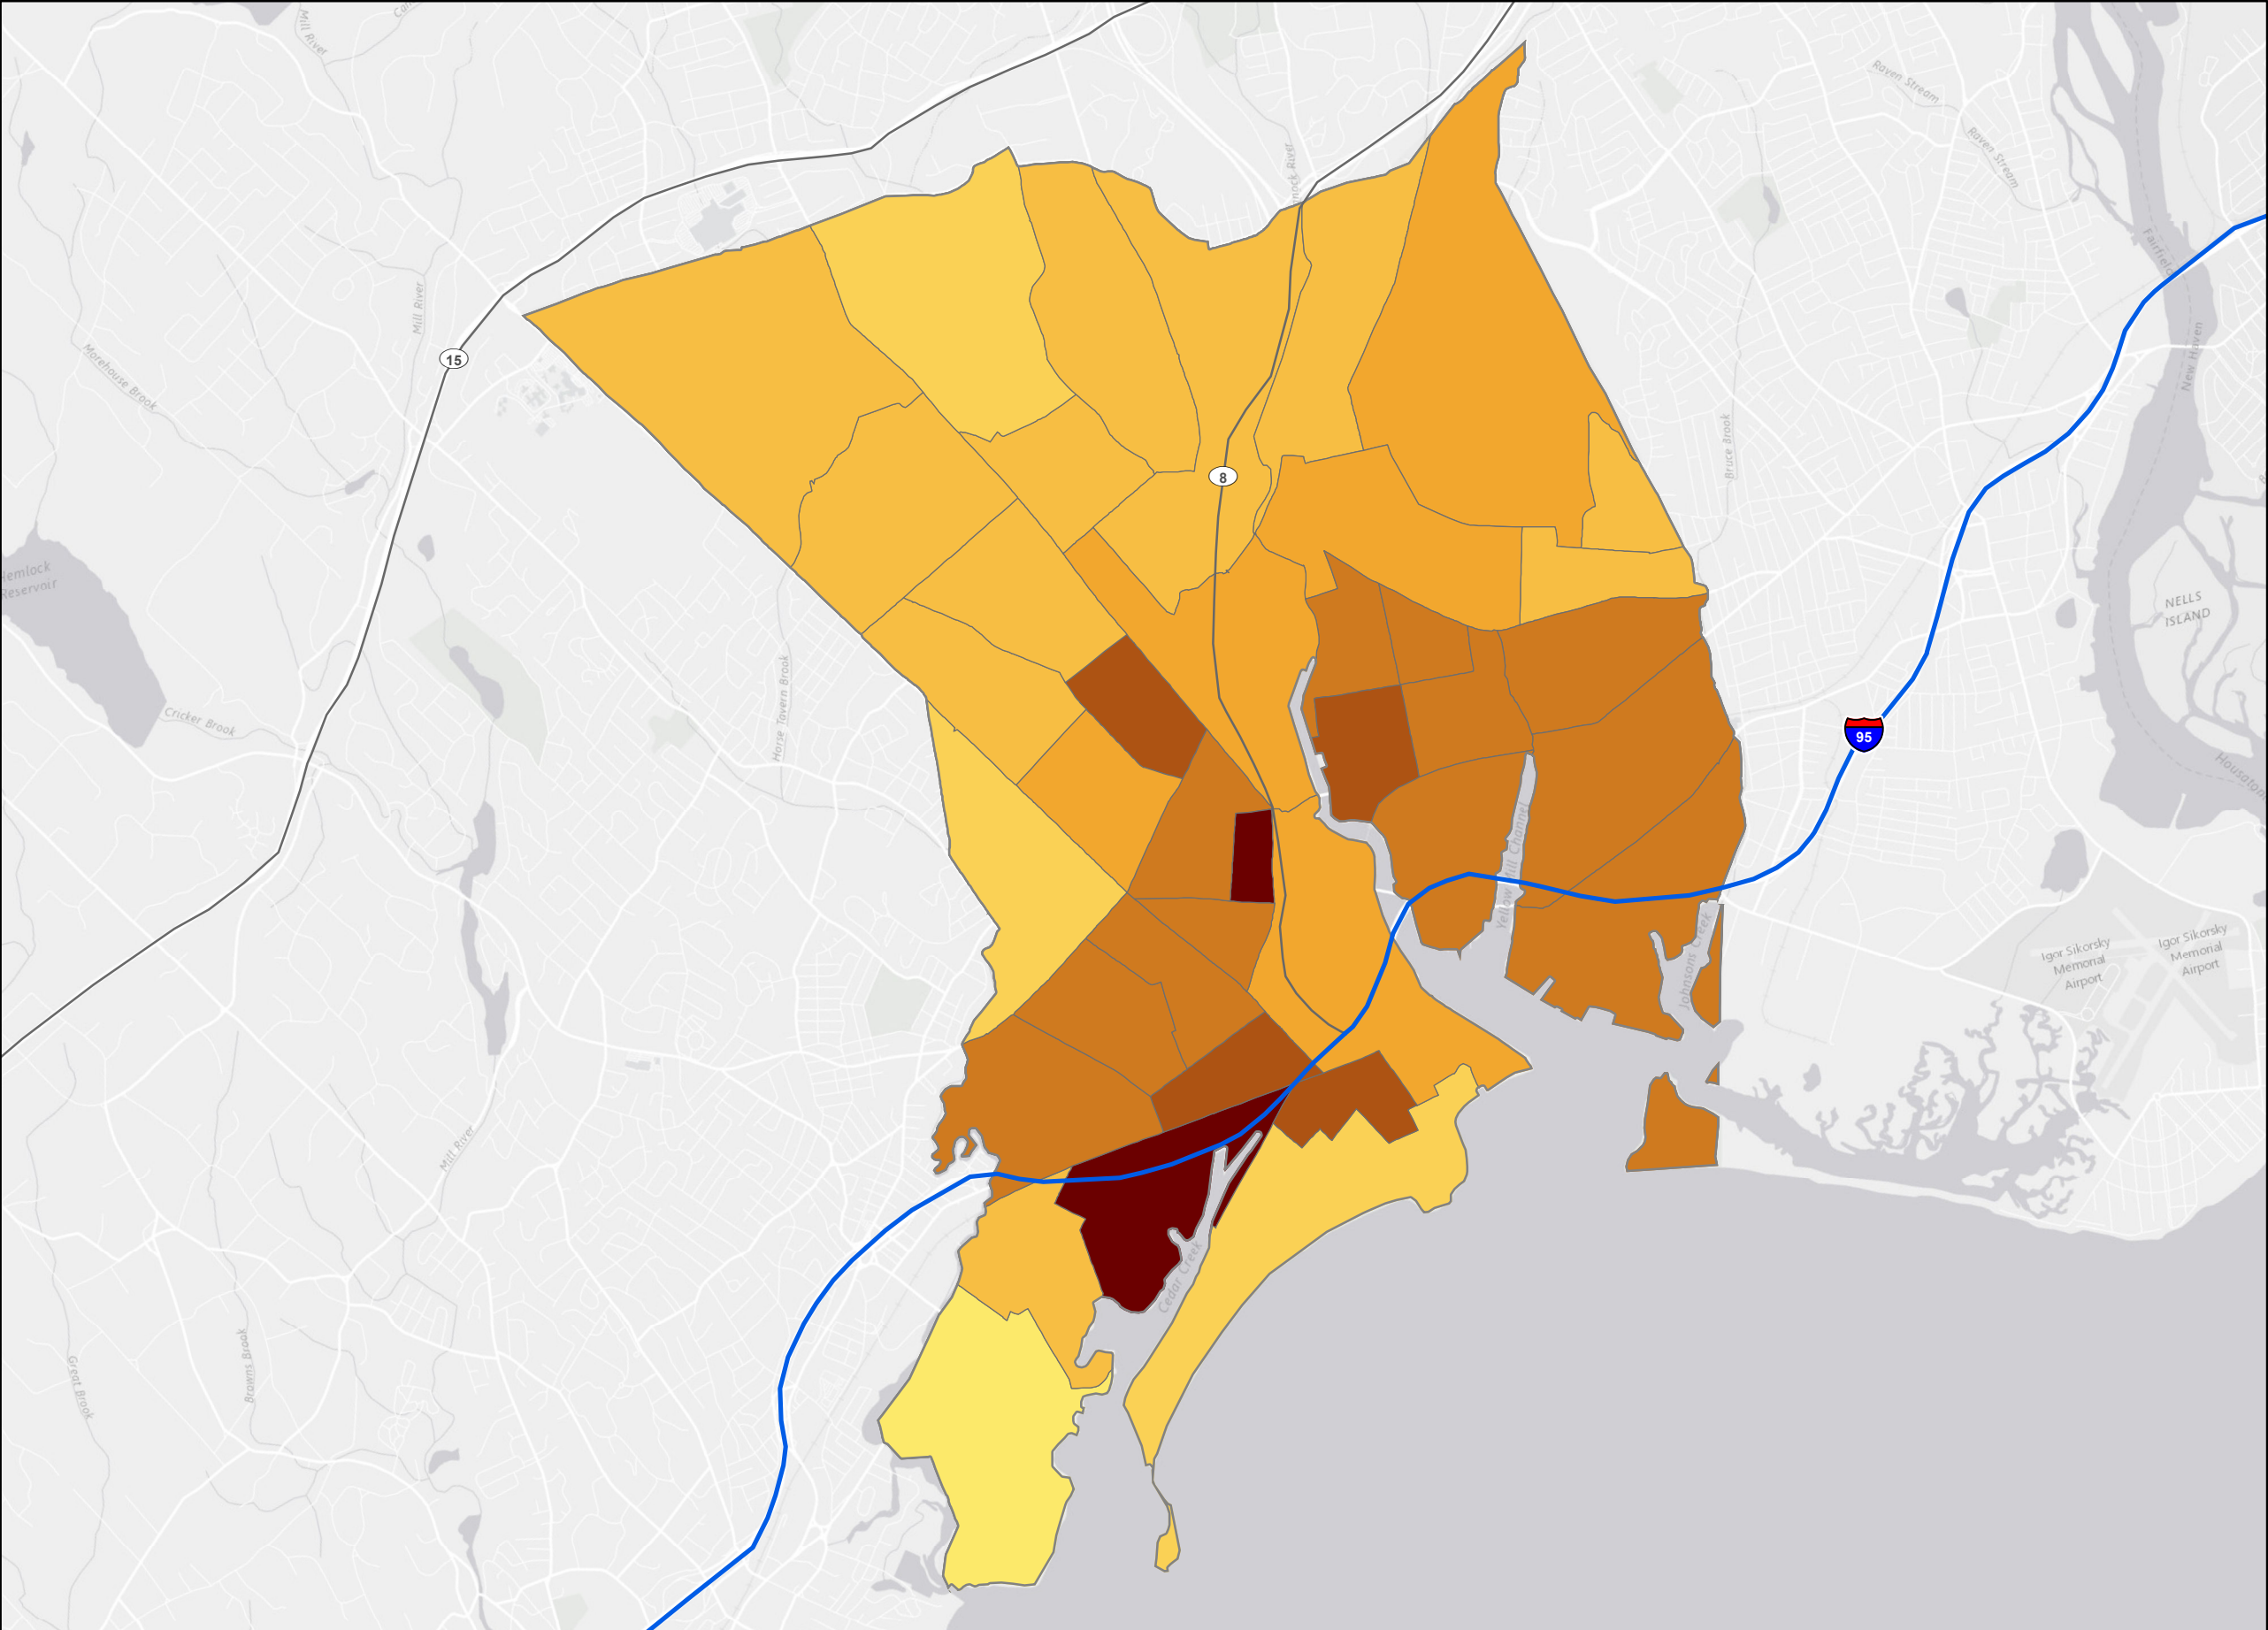 Mill River
Raven Stream
Raven Stream
Fairfield
New Haven
Mill River
15
Morehouse Brook
8
Bruce Brook
Hemlock
Reservoir
NELLS
ISLAND
Cricker Brook
Horse Tavern Brook
95
Yellow Mill Channel
Johnsons Creek
Igor Sikorsky
Memorial
Airport
Igor Sikorsky
Memorial
Airport
Mill River
Cedar Creek
Browns Brook
Great Brook